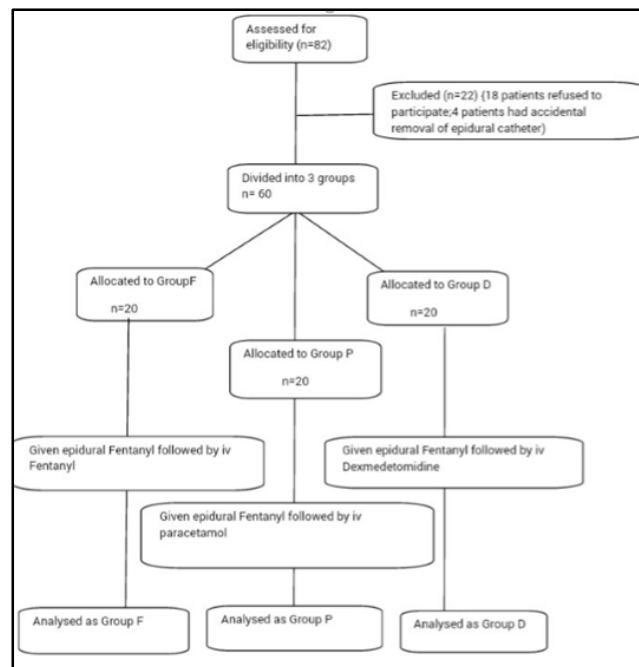 Assessed for
eligibility (n=82)
Excluded (n=22) {18 patients refused to
participate;4 patients had accidental
removal of epidural catheter)
Divided into 3 groups
n= 60
Allocated to GroupF
n=20
Allocated to Group D
n=20
Allocated to Group P
n=20
Given epidural Fentanyl followed by iv
Fentanyl
Given epidural Fentanyl followed by iv
Dexmedetomidine
Given epidural Fentanyl followed by iv
paracetamol
Analysed as Group F
Analysed as Group P
Analysed as Group D